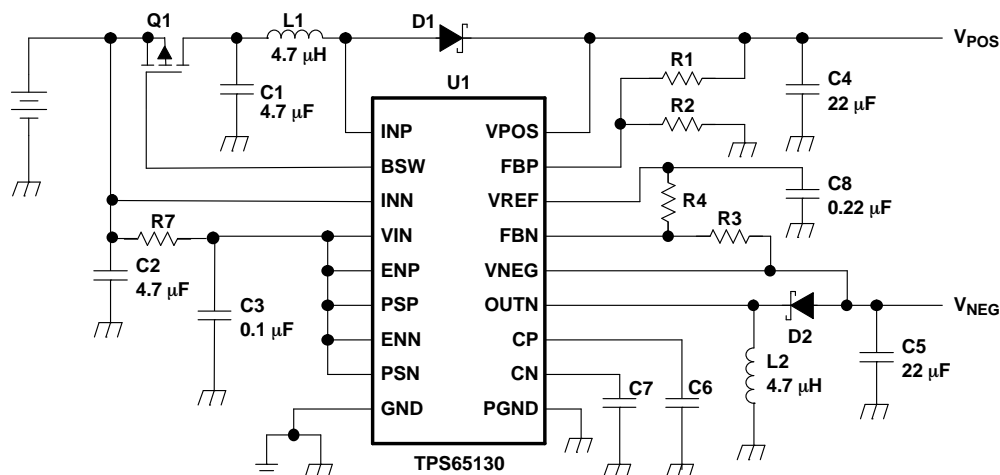 Q1
L1
4.7 µH
D1
VPOS
C1
4.7 µF
U1
R1
R2
C4
22 µF
INP
BSW
INN
VIN
ENP
PSP
ENN
PSN
GND
VPOS
FBP
VREF
FBN
VNEG
OUTN
CP
CN
PGND
R7
C2
4.7 µF
C3
0.1 µF
R4
R3
C8
0.22 µF
VNEG
D2
L2
4.7 µH
C5
22 µF
C7
C6
TPS65130